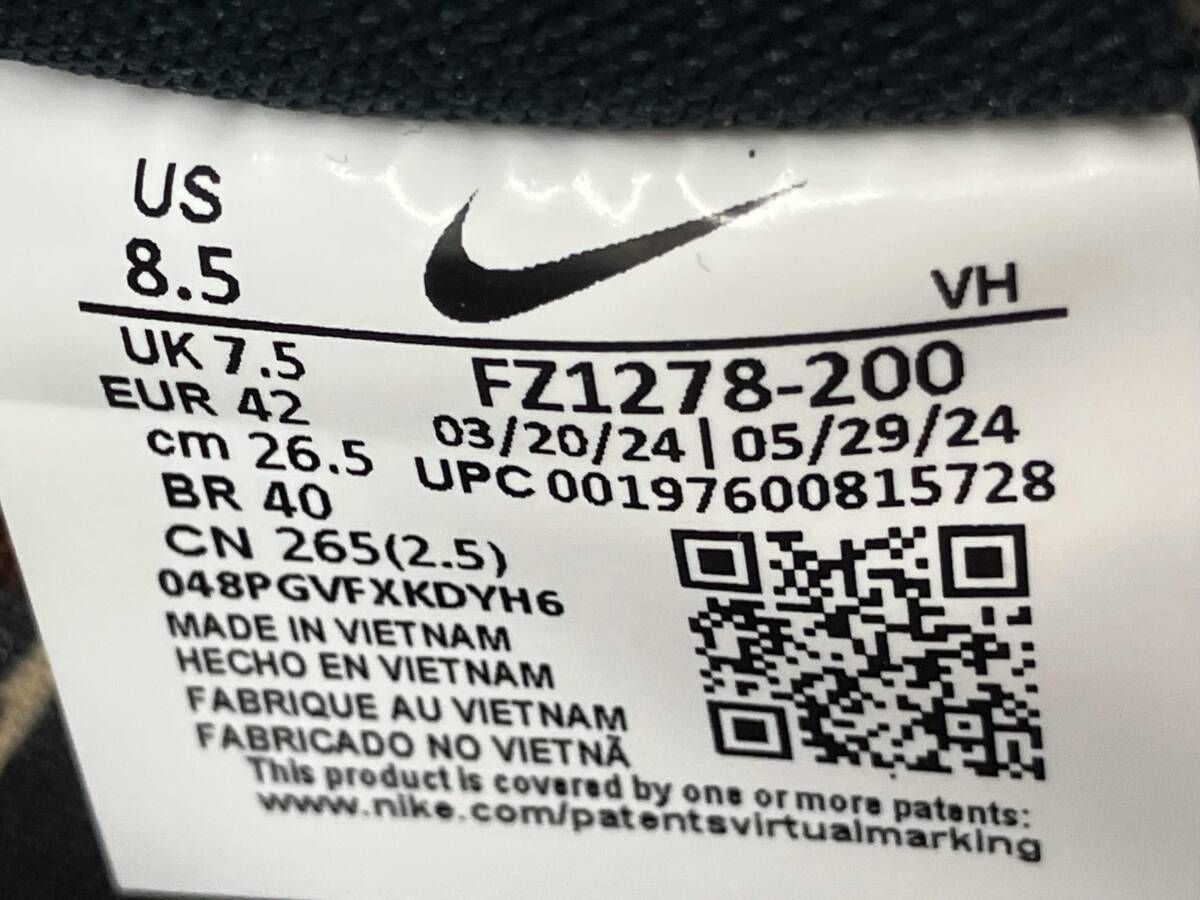 US
8.5
VH
UK 7.5
EUR 42
cm 26.5
BR 40
CN 265(2.5)
FZ1278-200
03/20/24 | 05/29/24
UPC 00197600815728
048PGVFXKDYH6
MADE IN VIETNAM
HECHO EN VIETNAM
FABRIQUE AU VIETNAM
FABRICADO NO VIETNÃ
This product is covered by one or more patents:
www.nike.com/patentsvirtualmarking